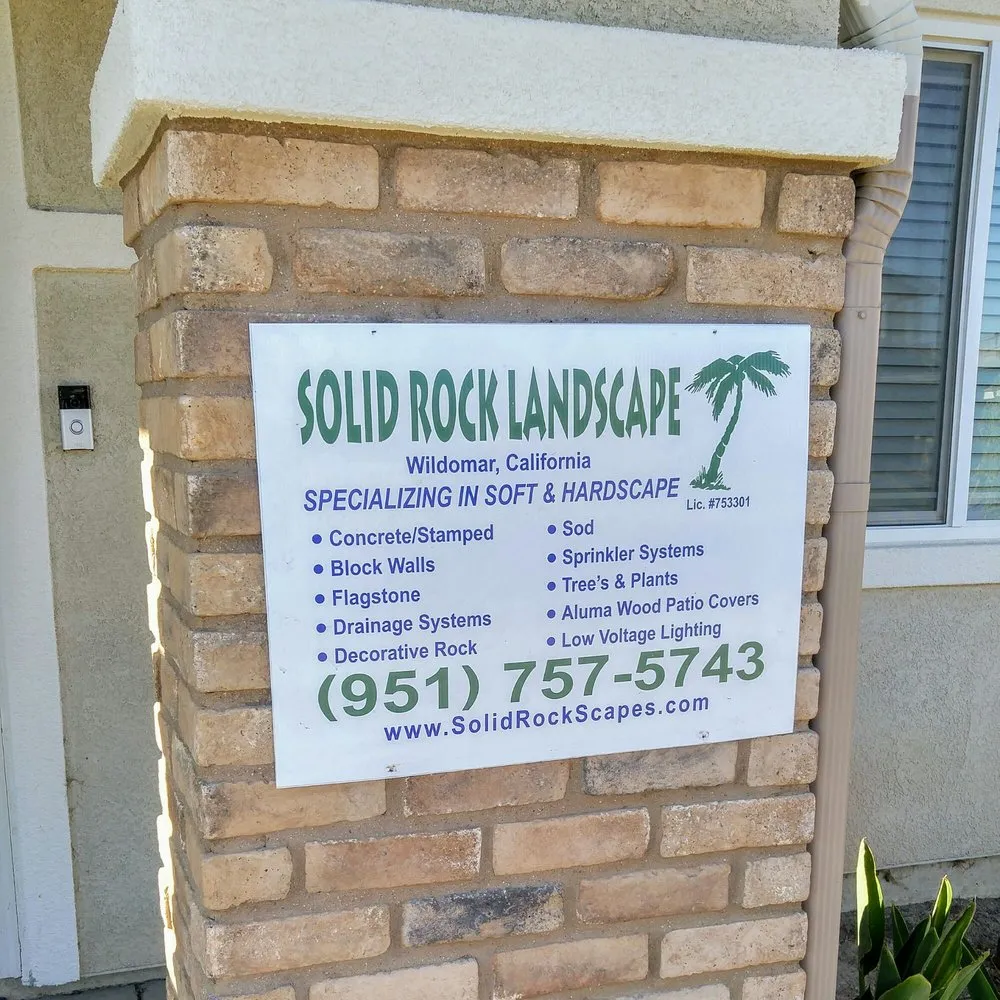 SOLID ROCK LANDSCAPE
Wildomar, California
SPECIALIZING IN SOFT & HARDSCAPE
Lic. #753301
• Concrete/Stamped
• Block Walls
• Flagstone
• Drainage Systems
• Decorative Rock
• Sod
• Sprinkler Systems
• Tree's & Plants
• Aluma Wood Patio Covers
• Low Voltage Lighting
(951) 757-5743
www.SolidRockScapes.com